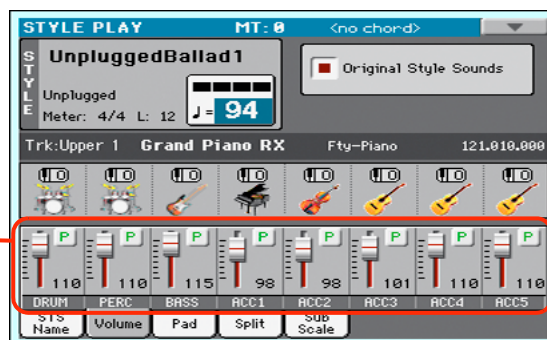 STYLE PLAY MT: 0 <no chord>
STYLE
UnpluggedBallad1
Original Style Sounds
Unplugged
Meter: 4/4 L: 12 ♩= 94
Trk:Upper 1 Grand Piano RX Fty-Piano 121.010.000
P P P P P P P P
110 110 115 98 98 101 110 110
DRUM PERC BASS ACC1 ACC2 ACC3 ACC4 ACC5
STS Name Volume Pad Split Sub Scale